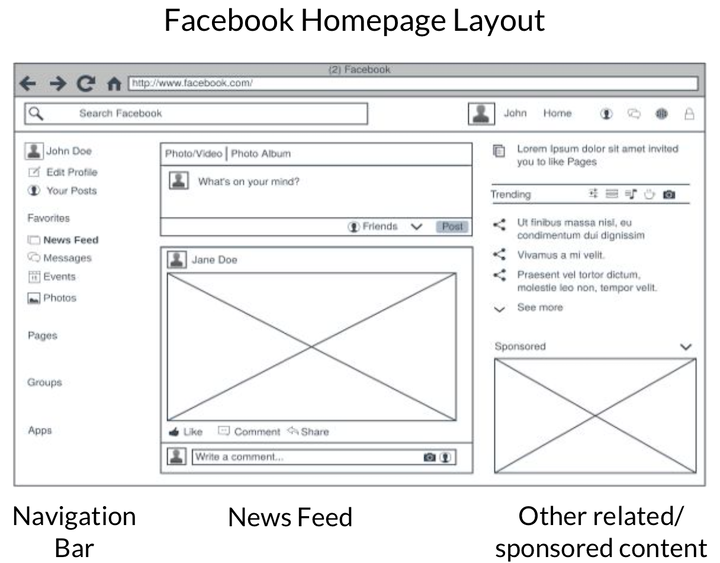 Facebook Homepage Layout
(2) Facebook
http://www.facebook.com/
Search Facebook
John Home
John Doe
Edit Profile
Your Posts
Favorites
News Feed
Messages
Events
Photos
Pages
Groups
Apps
Photo/Video Photo Album
What's on your mind?
Friends Post
Jane Doe
Like Comment Share
Write a comment...
Lorem Ipsum dolor sit amet invited
you to like Pages
Trending
Ut finibus massa nisl, eu
condimentum dui dignissim
Vivamus a mi velit.
Praesent vel tortor dictum,
molestie leo non, tempor velit.
See more
Sponsored
Navigation
Bar
News Feed
Other related/
sponsored content